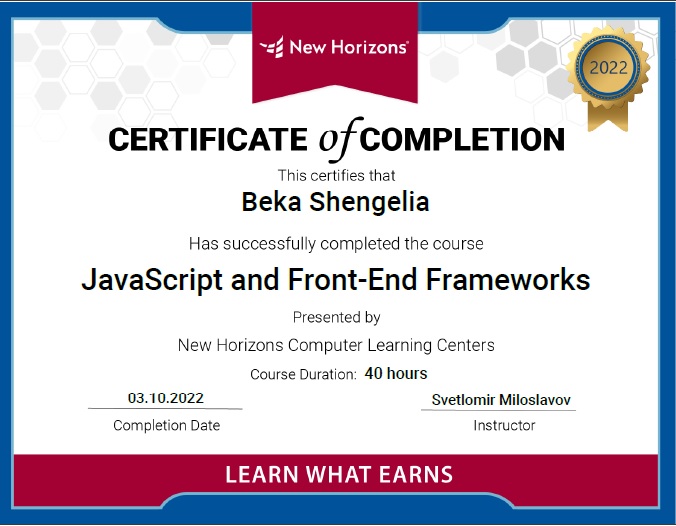 New Horizons®
2022
CERTIFICATE of COMPLETION
This certifies that
Beka Shengelia
Has successfully completed the course
JavaScript and Front-End Frameworks
Presented by
New Horizons Computer Learning Centers
Course Duration: 40 hours
03.10.2022
Svetlomir Miloslavov
Completion Date
Instructor
LEARN WHAT EARNS